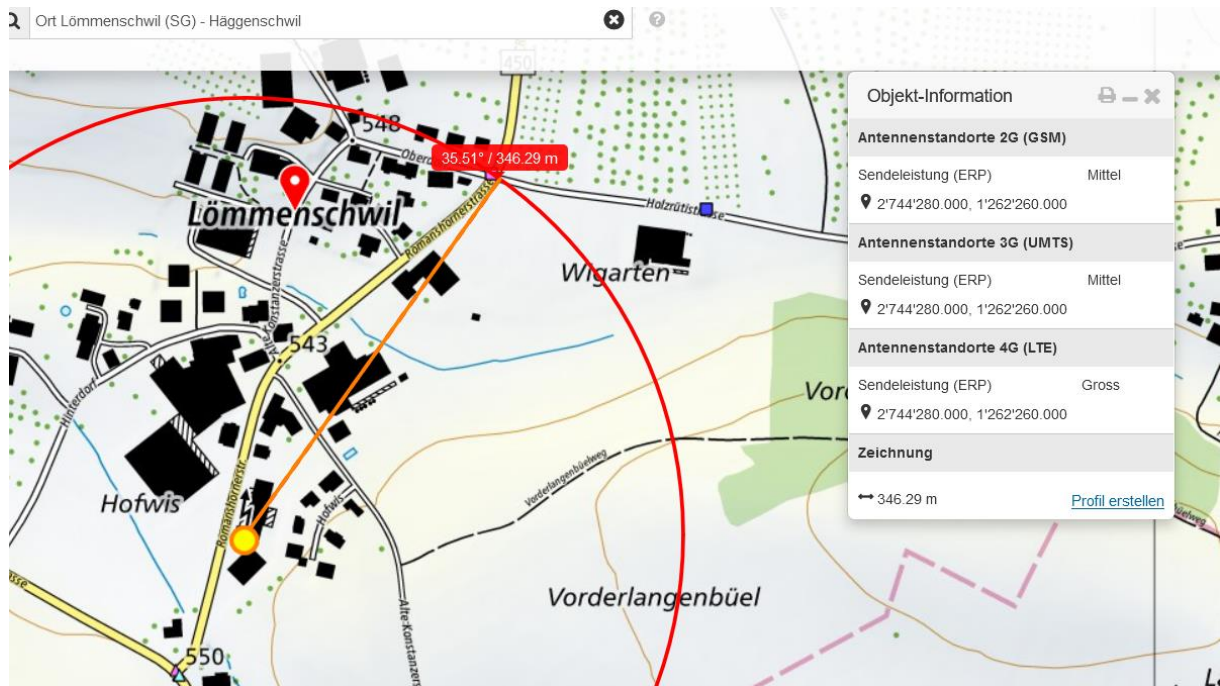 Ort Lömmenschwil (SG) - Häggenschwil
450
Objekt-Information
Antennenstandorte 2G (GSM)
Sendeleistung (ERP) Mittel
2'744'280.000, 1'262'260.000
Antennenstandorte 3G (UMTS)
Sendeleistung (ERP) Mittel
2'744'280.000, 1'262'260.000
Antennenstandorte 4G (LTE)
Sendeleistung (ERP) Gross
2'744'280.000, 1'262'260.000
Zeichnung
346.29 m Profil erstellen
548
35.51° / 346.29 m
Lömmenschwil
Romanshornerstrasse
Alte-Konstanzerstrasse
Wigarten
543
Hinterdorf
Hofwis
Romanshornerstr.
Hofwis
Vorderlangenbüelweg
Vorderlangenbüel
550